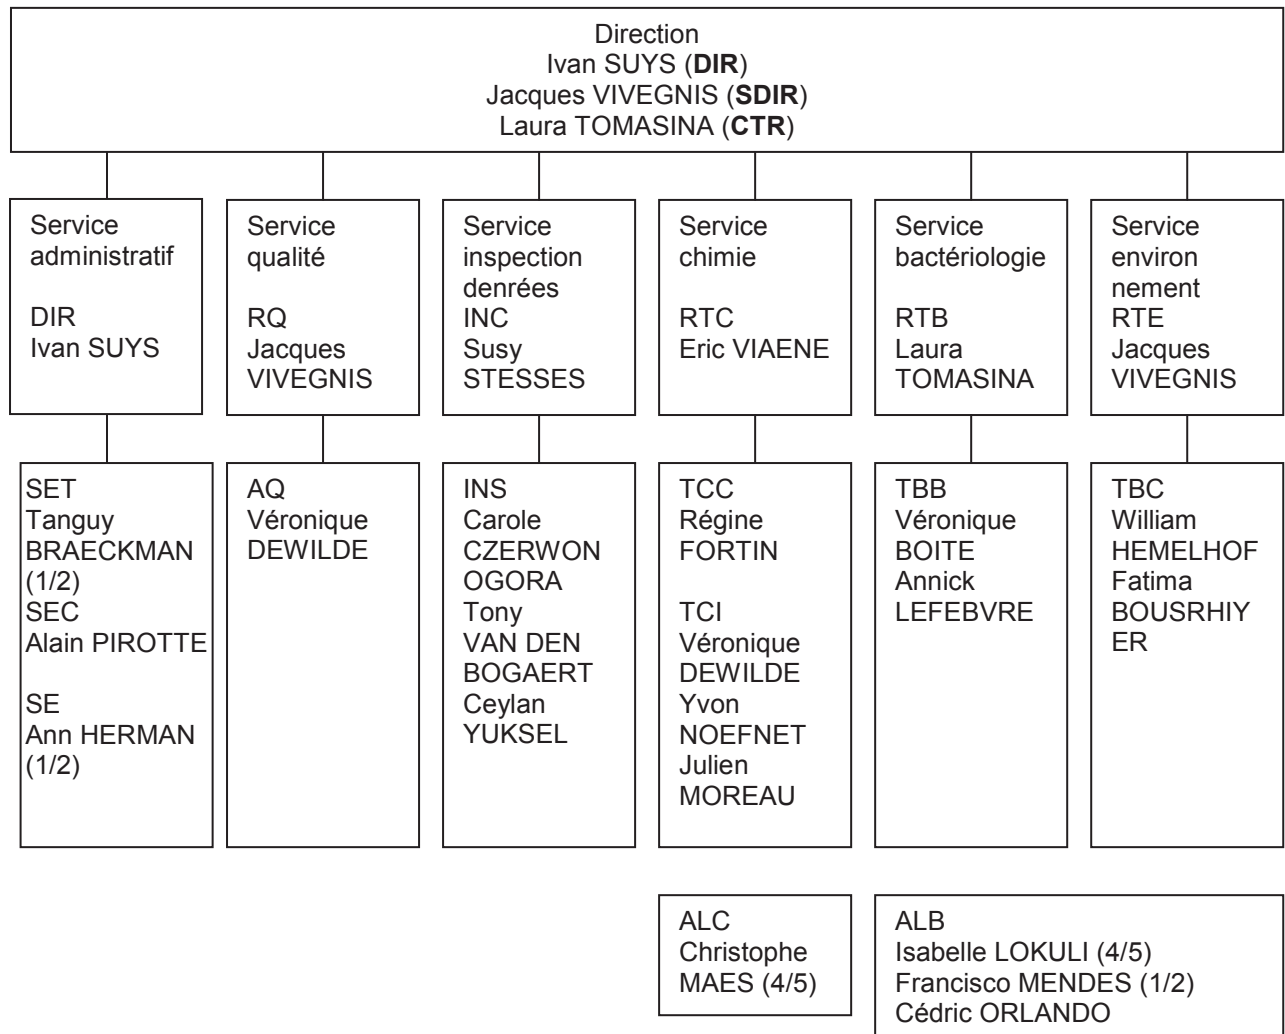 Direction
Ivan SUYS (DIR)
Jacques VIVEGNIS (SDIR)
Laura TOMASINA (CTR)
Service
administratif
DIR
Ivan SUYS
Service
qualité
RQ
Jacques
VIVEGNIS
Service
inspection
denrées
INC
Susy
STESSES
Service
chimie
RTC
Eric VIAENE
Service
bactériologie
RTB
Laura
TOMASINA
Service
environ
nement
RTE
Jacques
VIVEGNIS
SET
Tanguy
BRAECKMAN
(1/2)
SEC
Alain PIROTTE
SE
Ann HERMAN
(1/2)
AQ
Véronique
DEWILDE
INS
Carole
CZERWON
OGORA
Tony
VAN DEN
BOGAERT
Ceylan
YUKSEL
TCC
Régine
FORTIN
TCI
Véronique
DEWILDE
Yvon
NOEFNET
Julien
MOREAU
TBB
Véronique
BOITE
Annick
LEFEBVRE
TBC
William
HEMELHOF
Fatima
BOUSRHIY
ER
ALC
Christophe
MAES (4/5)
ALB
Isabelle LOKULI (4/5)
Francisco MENDES (1/2)
Cédric ORLANDO